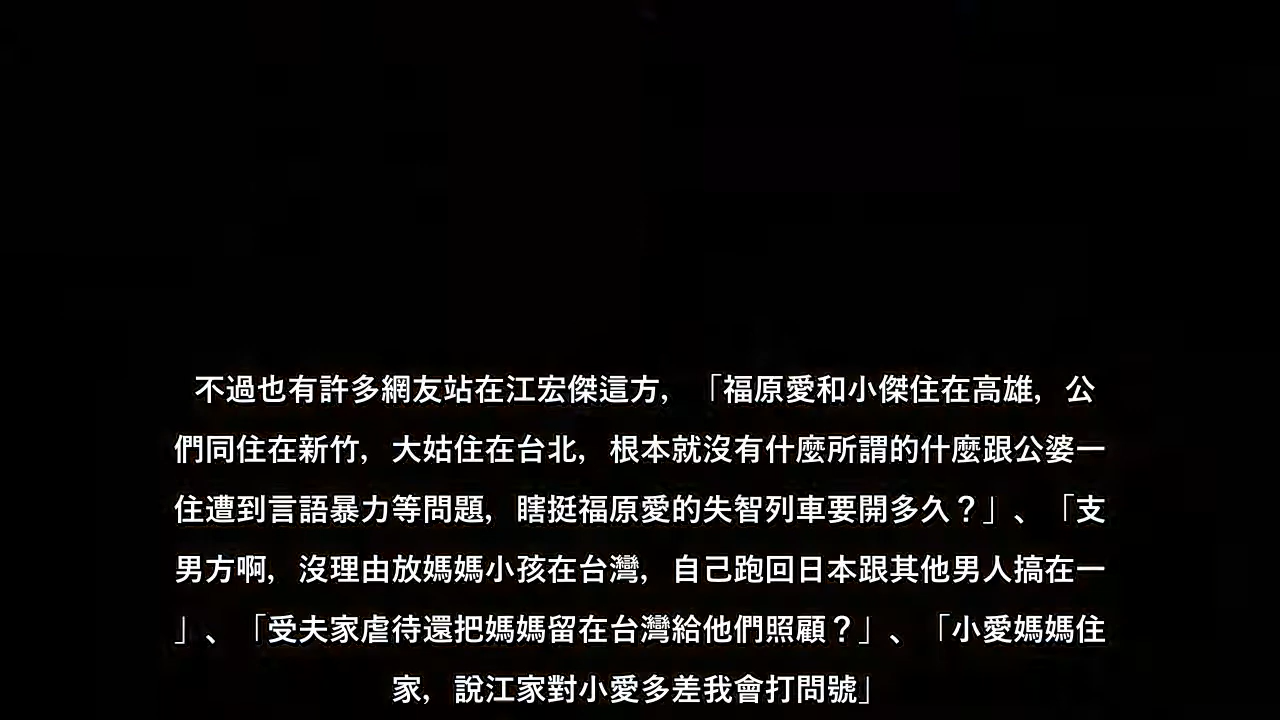 不過也有許多網友站在江宏傑這方，「福原愛和小傑住在高雄，公
們同住在新竹，大姑住在台北，根本就沒有什麼所謂的什麼跟公婆一
住遭到言語暴力等問題，瞎挺福原愛的失智列車要開多久？」、「支
男方啊，沒理由放媽媽小孩在台灣，自己跑回日本跟其他男人搞在一
」、「受夫家虐待還把媽媽留在台灣給他們照顧？」、「小愛媽媽住
家，說江家對小愛多差我會打問號」